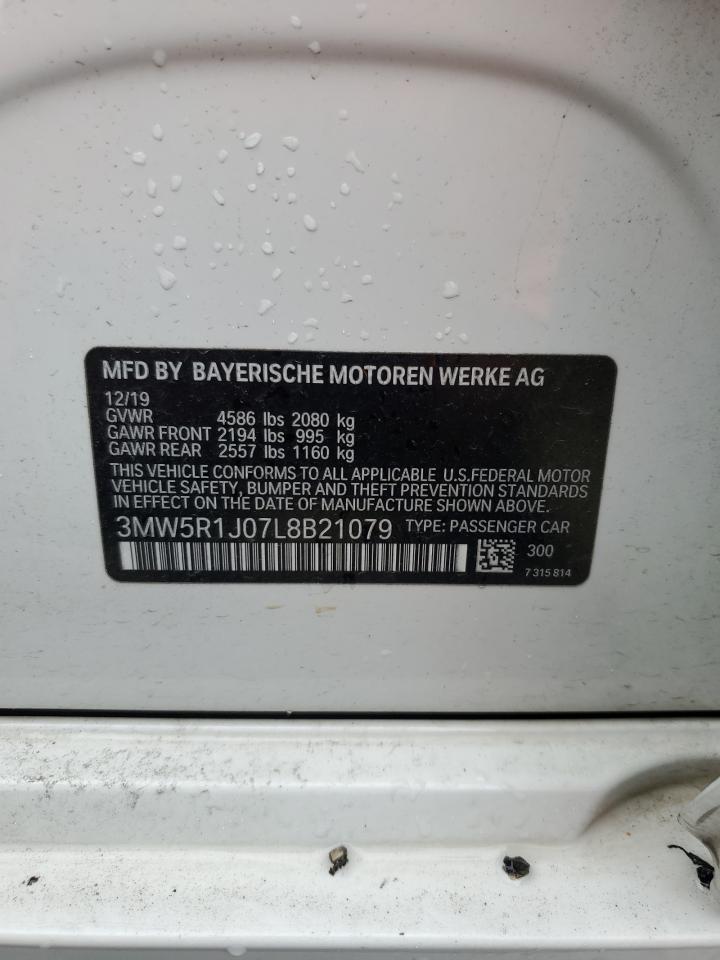 MFD BY BAYERISCHE MOTOREN WERKE AG
12/19
GVWR 4586 lbs 2080 kg
GAWR FRONT 2194 lbs 995 kg
GAWR REAR 2557 lbs 1160 kg
THIS VEHICLE CONFORMS TO ALL APPLICABLE U.S.FEDERAL MOTOR
VEHICLE SAFETY, BUMPER AND THEFT PREVENTION STANDARDS
IN EFFECT ON THE DATE OF MANUFACTURE SHOWN ABOVE.
3MW5R1J07L8B21079 TYPE: PASSENGER CAR
300
7 315 814